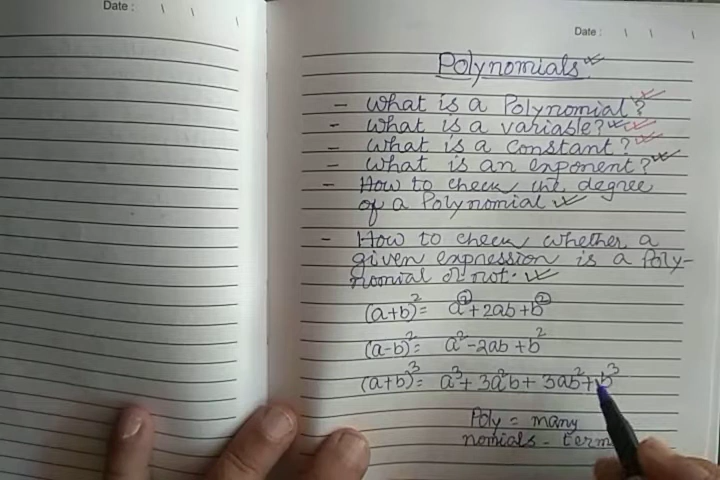 Date :
Date :
Polynomials
- What is a Polynomial?
- What is a variable?
- What is a constant?
- What is an exponent?
- How to check the degree
of a Polynomial
- How to check whether a
given expression is a Poly-
nomial or not.
(a+b)² = a²+2ab+b²
(a-b)² = a²-2ab+b²
(a+b)³ = a³+3a²b+3ab²+b³
Poly = many
nomials - term